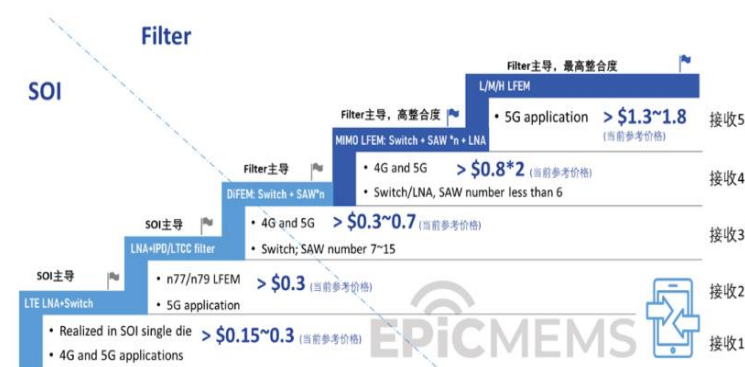 Filter
SOI
Filter主导，最高整合度
L/M/H LFEM
• 5G application > $1.3~1.8
(当前参考价格)
接收5
Filter主导，高整合度
MIMO LFEM: Switch + SAW *n + LNA
• 4G and 5G > $0.8*2 (当前参考价格)
• Switch/LNA, SAW number less than 6
接收4
Filter主导
DiFEM: Switch + SAW*n
• 4G and 5G > $0.3~0.7 (当前参考价格)
• Switch; SAW number 7~15
接收3
SOI主导
LNA+IPD/LTCC filter
• n77/n79 LFEM > $0.3 (当前参考价格)
• 5G application
接收2
SOI主导
LTE LNA+Switch
• Realized in SOI single die > $0.15~0.3 (当前参考价格)
• 4G and 5G applications
接收1
EPICMEMS